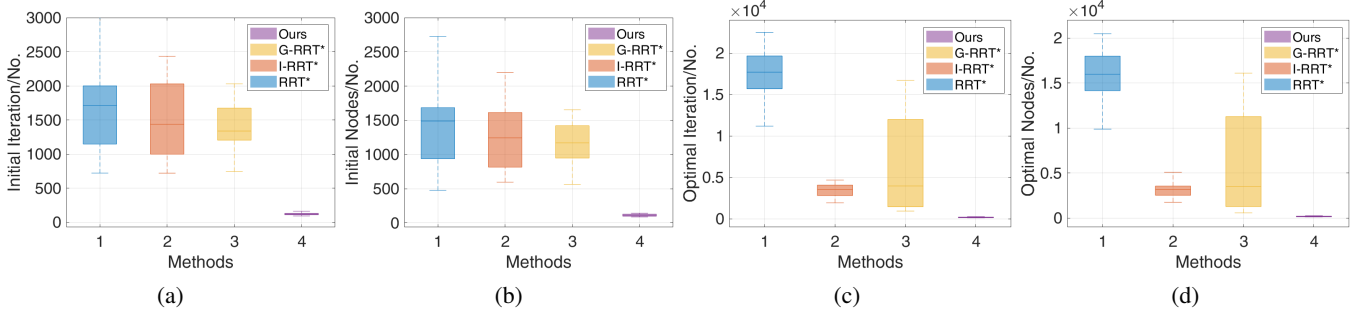 Initial Iteration/No.
3000
2500
2000
1500
1000
500
0
Ours
G-RRT*
I-RRT*
RRT*
1 2 3 4
Methods
(a)
Initial Nodes/No.
3000
2500
2000
1500
1000
500
0
Ours
G-RRT*
I-RRT*
RRT*
1 2 3 4
Methods
(b)
Optimal Iteration/No.
×10⁴
2
1.5
1
0.5
0
Ours
G-RRT*
I-RRT*
RRT*
1 2 3 4
Methods
(c)
Optimal Nodes/No.
×10⁴
2
1.5
1
0.5
0
Ours
G-RRT*
I-RRT*
RRT*
1 2 3 4
Methods
(d)